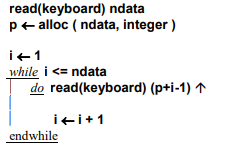 read(keyboard) ndata
p ← alloc ( ndata, integer )
i ← 1
while i <= ndata
do read(keyboard) (p+i-1) ↑
i ← i + 1
endwhile